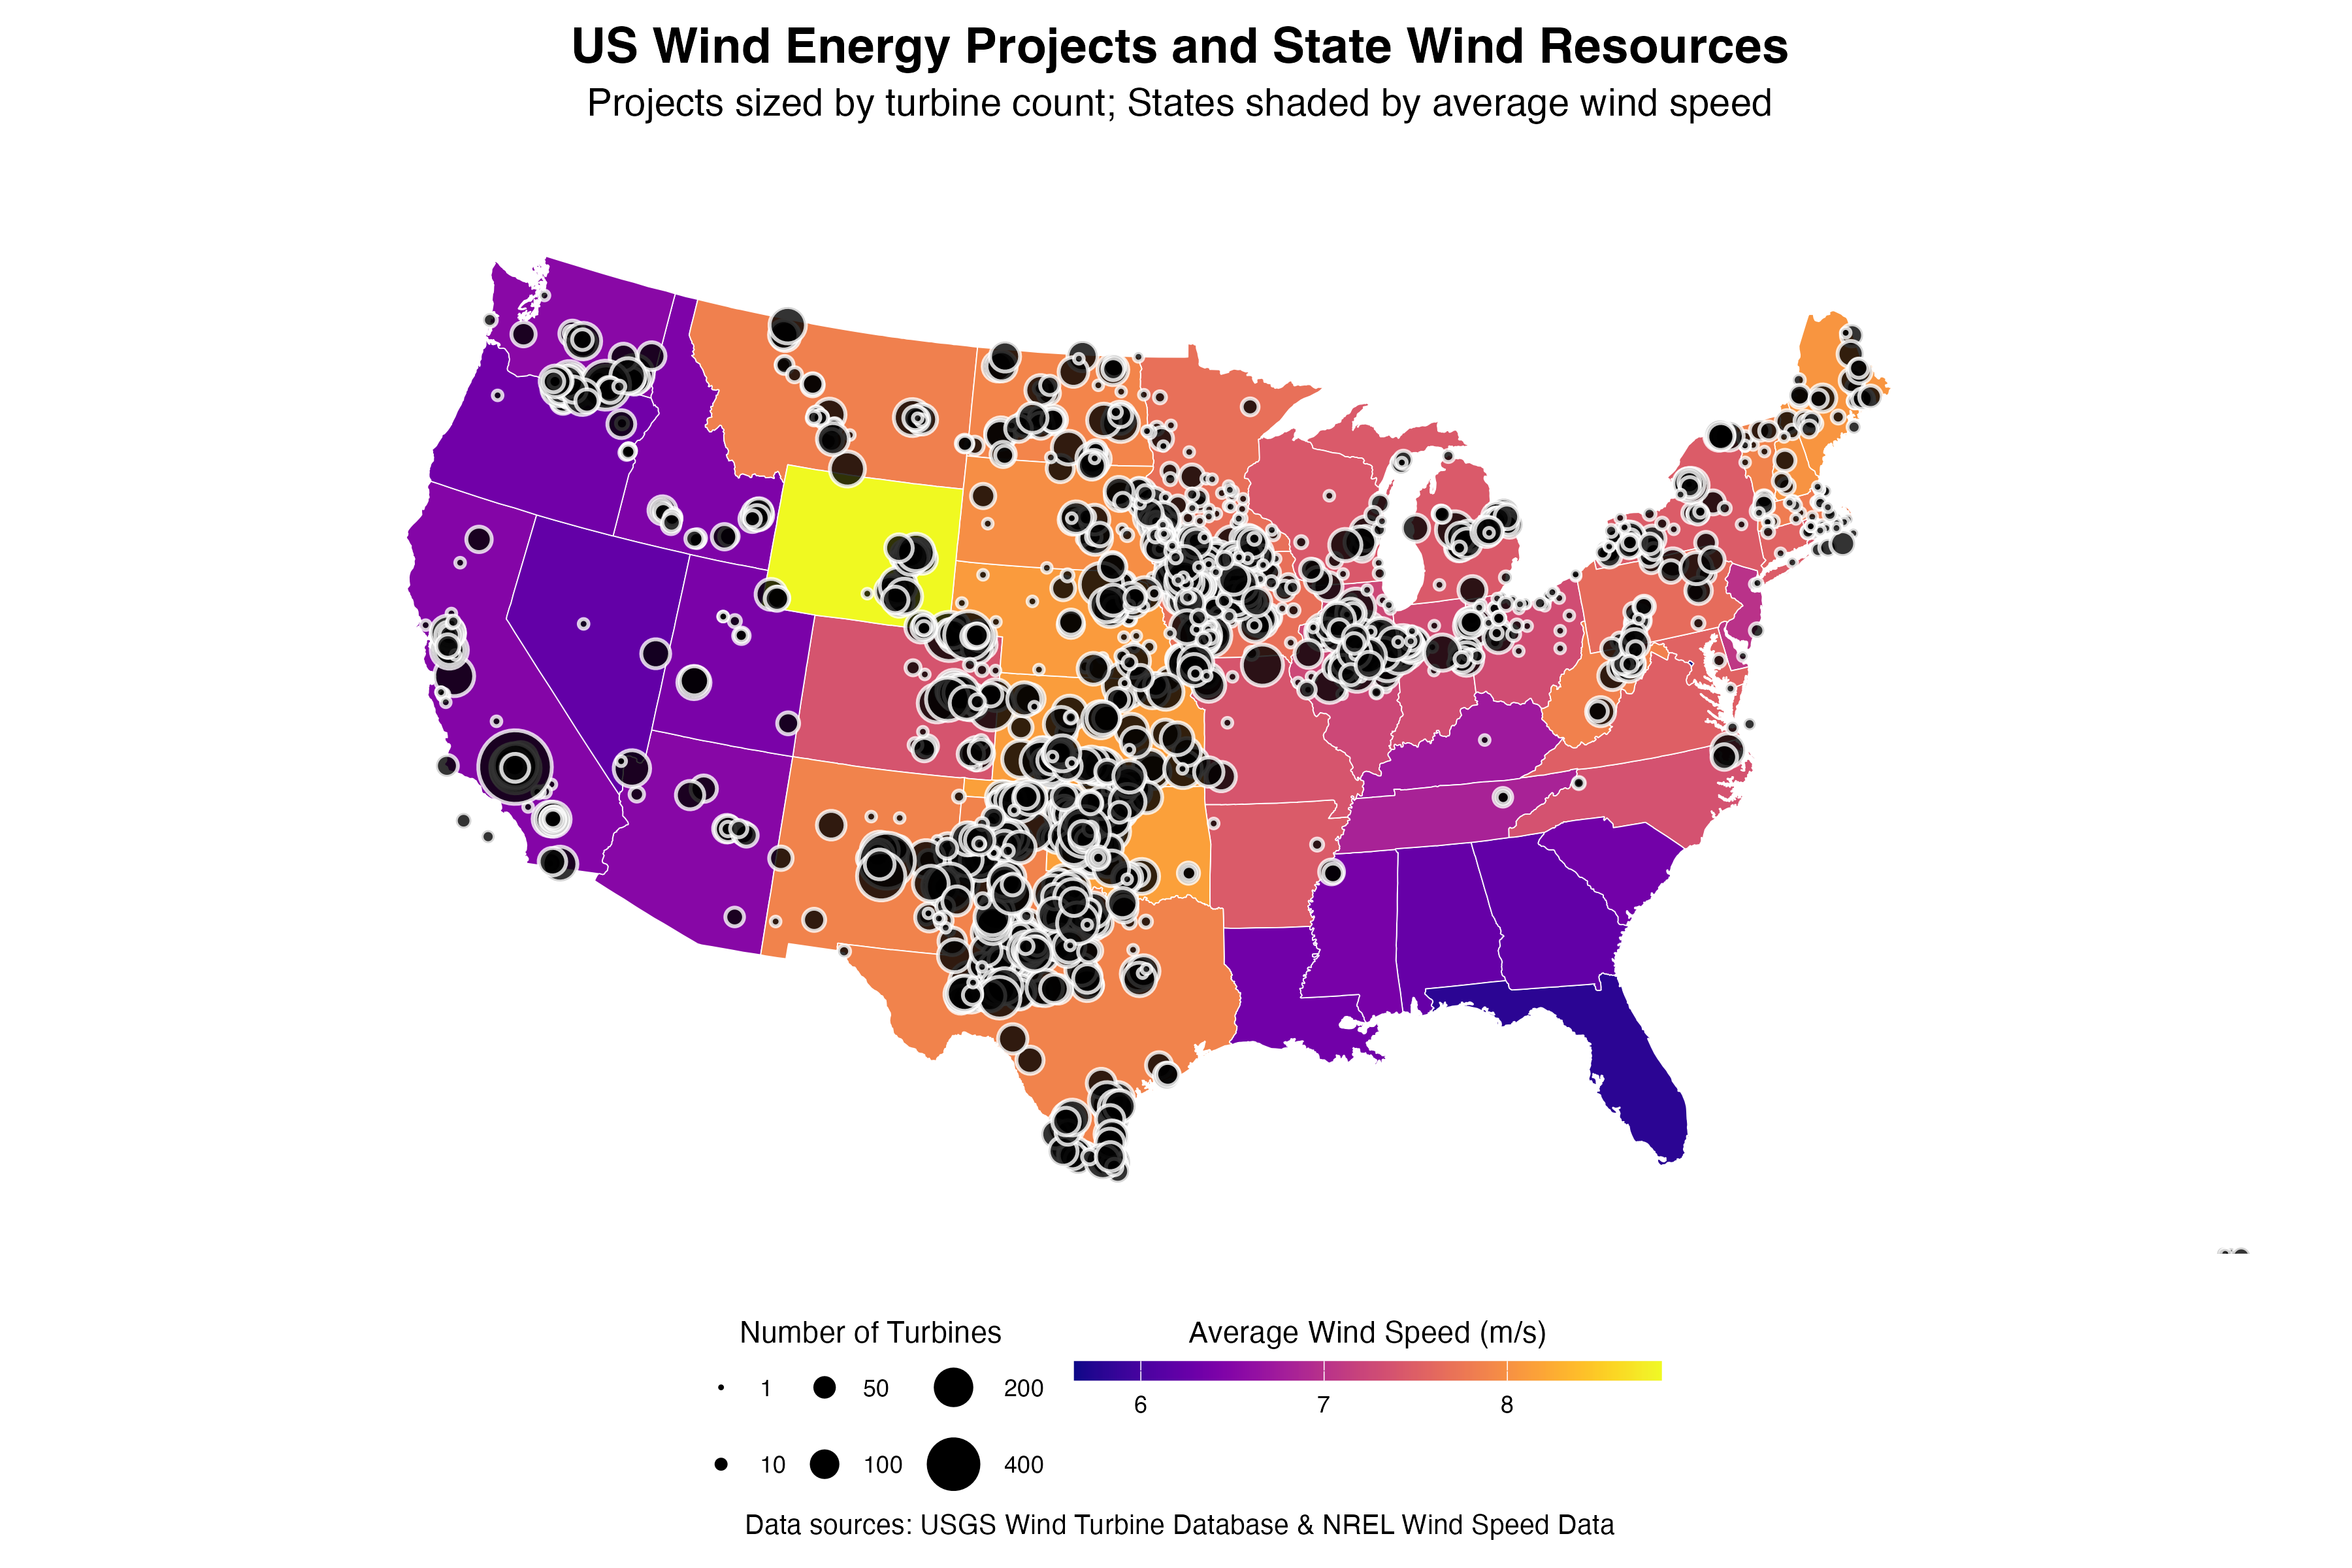 US Wind Energy Projects and State Wind Resources
Projects sized by turbine count; States shaded by average wind speed
Number of Turbines
1 50 200
10 100 400
Average Wind Speed (m/s)
6 7 8
Data sources: USGS Wind Turbine Database & NREL Wind Speed Data